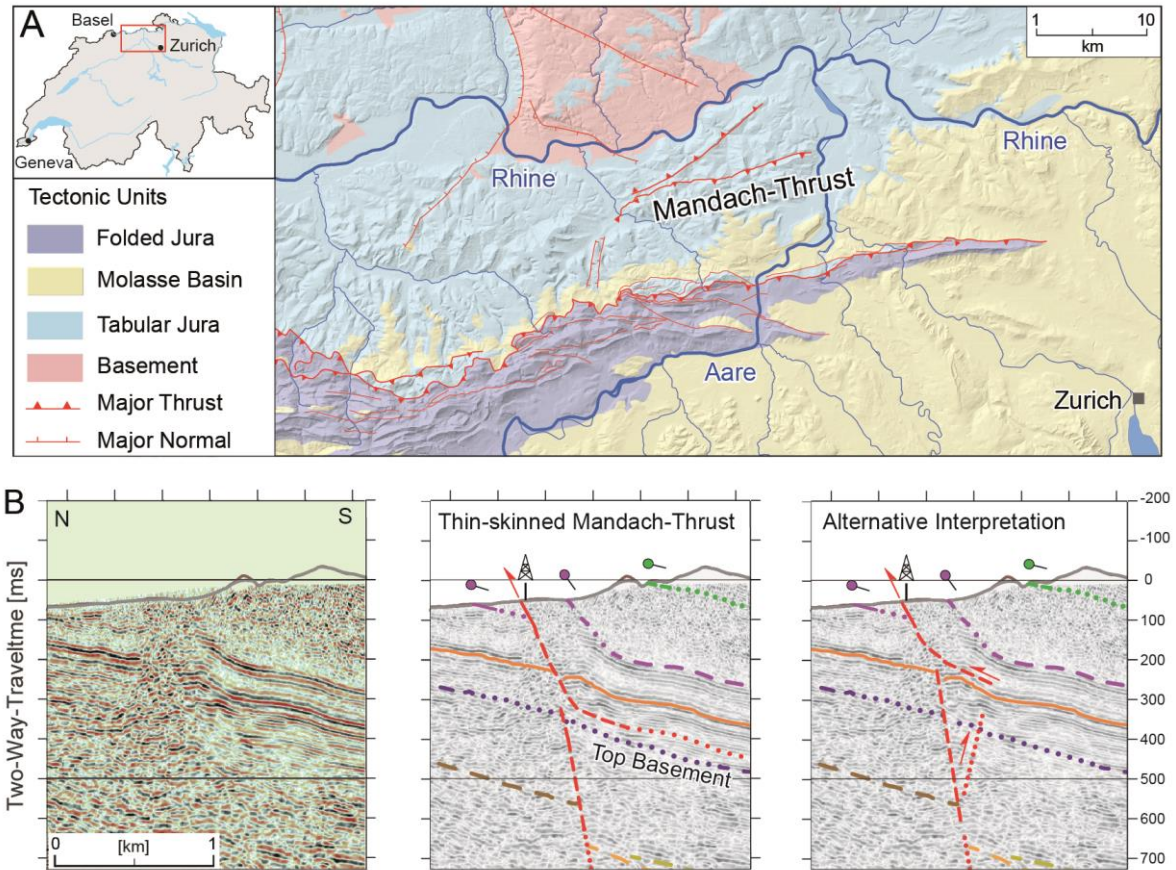 A
Basel
Zurich
Geneva
Tectonic Units
Folded Jura
Molasse Basin
Tabular Jura
Basement
Major Thrust
Major Normal
1 10
km
Rhine
Rhine
Mandach-Thrust
Aare
Zurich
B
Two-Way-Traveltme [ms]
N S
0 [km] 1
Thin-skinned Mandach-Thrust
Top Basement
Alternative Interpretation
-200
-100
0
100
200
300
400
500
600
700